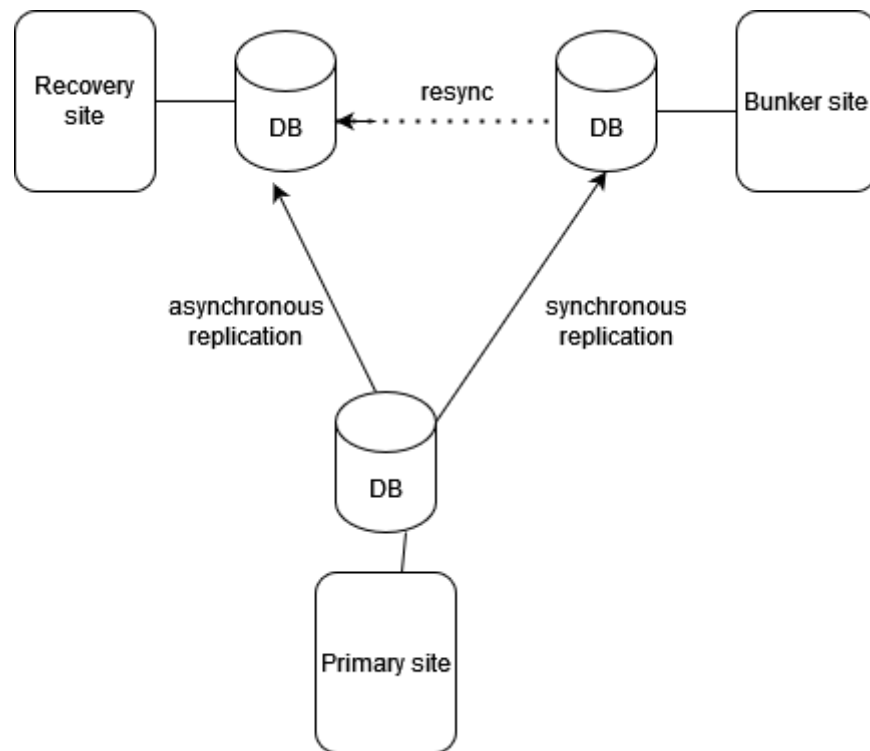 Recovery
site
DB
resync
DB
Bunker site
asynchronous
replication
synchronous
replication
DB
Primary site